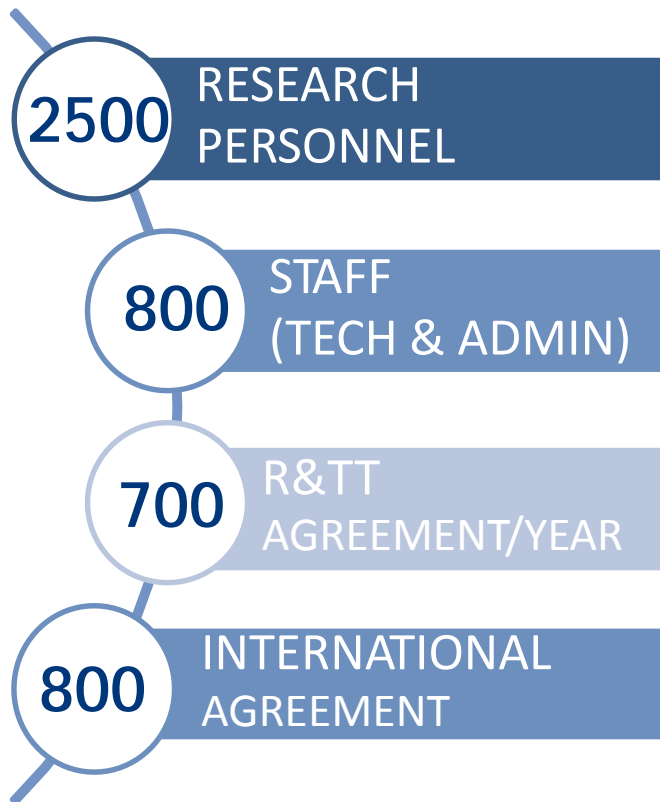 2500
RESEARCH
PERSONNEL
800
STAFF
(TECH & ADMIN)
700
R&TT
AGREEMENT/YEAR
800
INTERNATIONAL
AGREEMENT